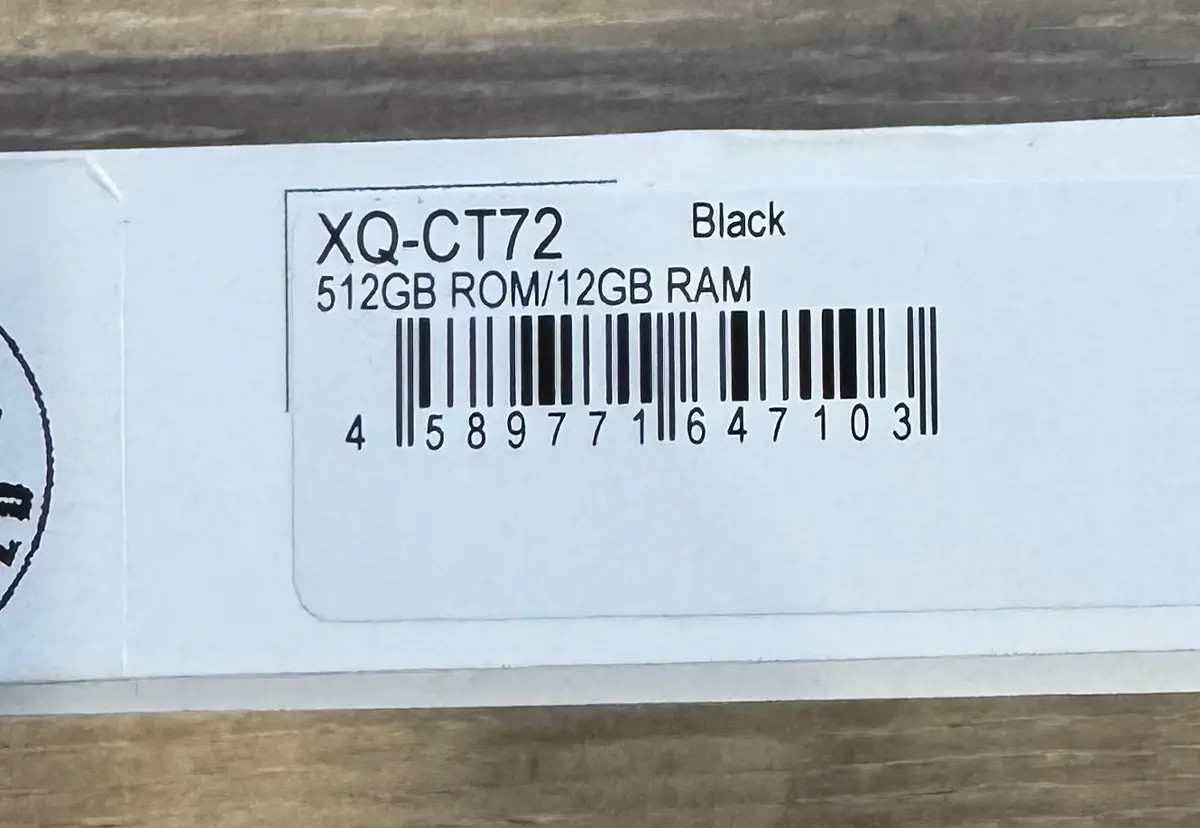 XQ-CT72 Black
512GB ROM/12GB RAM
4 589771 647103